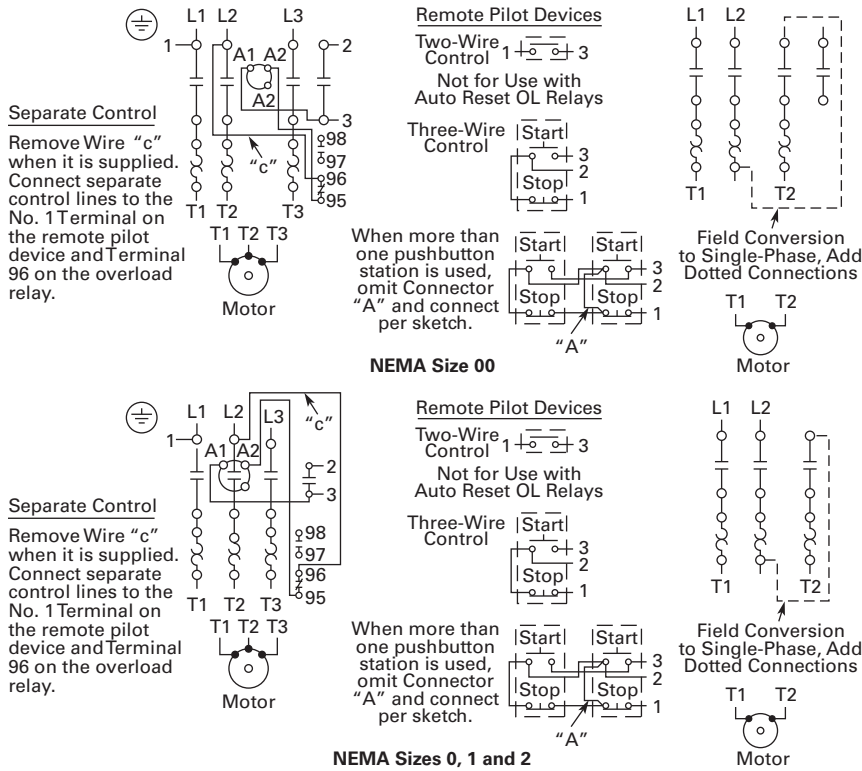 L1 L2 L3
1
2
A1 A2
A2
3
98
97
96
95
"c"
T1 T2 T3
T1 T2 T3
Motor
Separate Control
Remove Wire "c"
when it is supplied.
Connect separate
control lines to the
No. 1 Terminal on
the remote pilot
device and Terminal
96 on the overload
relay.
Remote Pilot Devices
Two-Wire
Control
1 3
Not for Use with
Auto Reset OL Relays
Three-Wire
Control
Start
3
2
Stop
1
When more than
one pushbutton
station is used,
omit Connector
"A" and connect
per sketch.
Start Start
3
2
Stop Stop
1
"A"
L1 L2
T1 T2
Field Conversion
to Single-Phase, Add
Dotted Connections
T1 T2
Motor
NEMA Size 00
L1 L2 L3
"c"
1
A1 A2
2
3
98
97
96
95
T1 T2 T3
T1 T2 T3
Motor
Separate Control
Remove Wire "c"
when it is supplied.
Connect separate
control lines to the
No. 1 Terminal on
the remote pilot
device and Terminal
96 on the overload
relay.
Remote Pilot Devices
Two-Wire
Control
1 3
Not for Use with
Auto Reset OL Relays
Three-Wire
Control
Start
3
2
Stop
1
When more than
one pushbutton
station is used,
omit Connector
"A" and connect
per sketch.
Start Start
3
2
Stop Stop
1
"A"
L1 L2
T1 T2
Field Conversion
to Single-Phase, Add
Dotted Connections
T1 T2
Motor
NEMA Sizes 0, 1 and 2